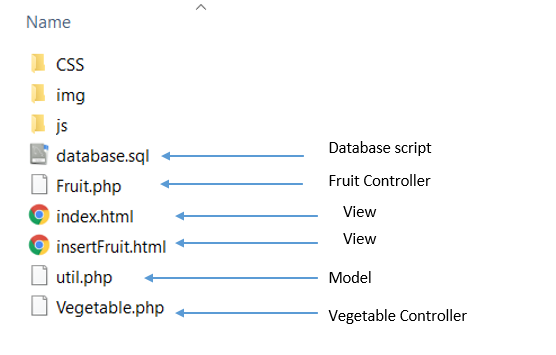 Name
CSS
img
js
database.sql Database script
Fruit.php Fruit Controller
index.html View
insertFruit.html View
util.php Model
Vegetable.php Vegetable Controller